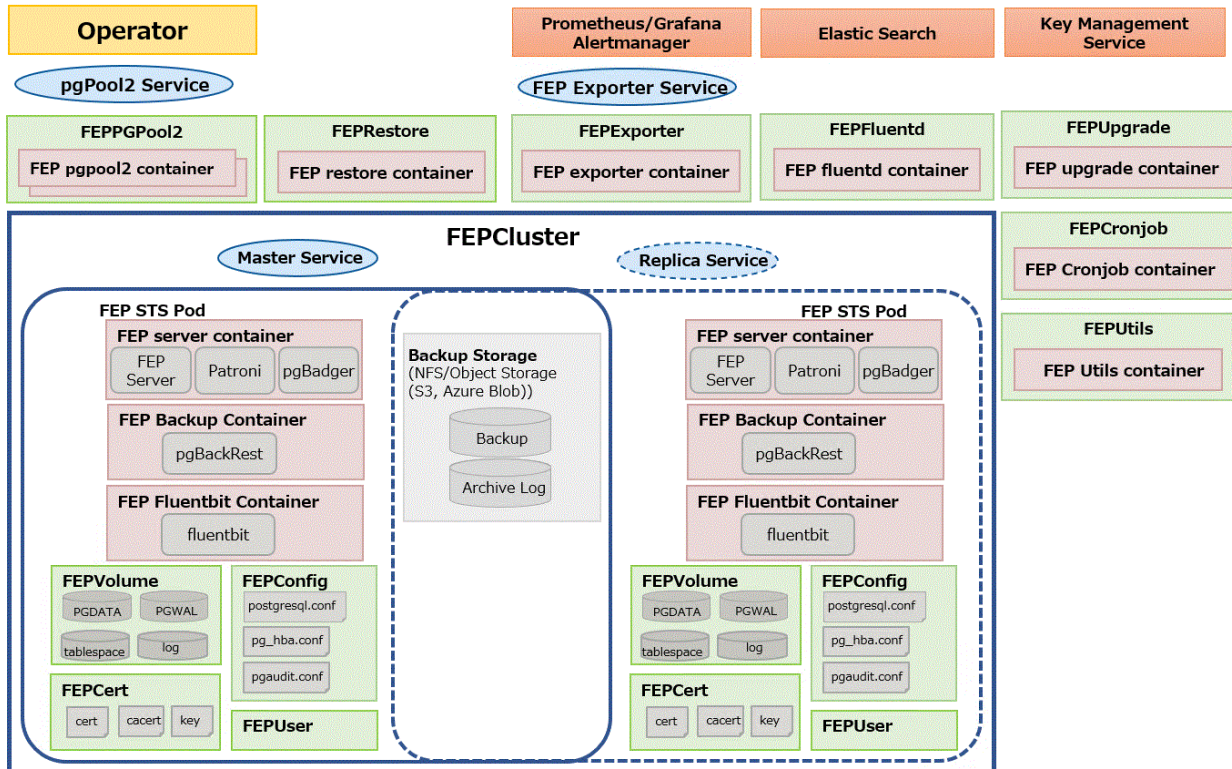 Operator
Prometheus/Grafana
Alertmanager
Elastic Search
Key Management
Service
pgPool2 Service
FEP Exporter Service
FEPPGPool2
FEP pgpool2 container
FEPRestore
FEP restore container
FEPExporter
FEP exporter container
FEPFluentd
FEP fluentd container
FEPUpgrade
FEP upgrade container
FEPCronjob
FEP Cronjob container
FEPUtils
FEP Utils container
FEPCluster
Master Service
Replica Service
FEP STS Pod
FEP server container
FEP
Server
Patroni
pgBadger
FEP Backup Container
pgBackRest
FEP Fluentbit Container
fluentbit
FEPVolume
PGDATA
PGWAL
tablespace
log
FEPConfig
postgresql.conf
pg_hba.conf
pgaudit.conf
FEPCert
cert
cacert
key
FEPUser
Backup Storage
(NFS/Object Storage
(S3, Azure Blob))
Backup
Archive Log
FEP STS Pod
FEP server container
FEP
Server
Patroni
pgBadger
FEP Backup Container
pgBackRest
FEP Fluentbit Container
fluentbit
FEPVolume
PGDATA
PGWAL
tablespace
log
FEPConfig
postgresql.conf
pg_hba.conf
pgaudit.conf
FEPCert
cert
cacert
key
FEPUser